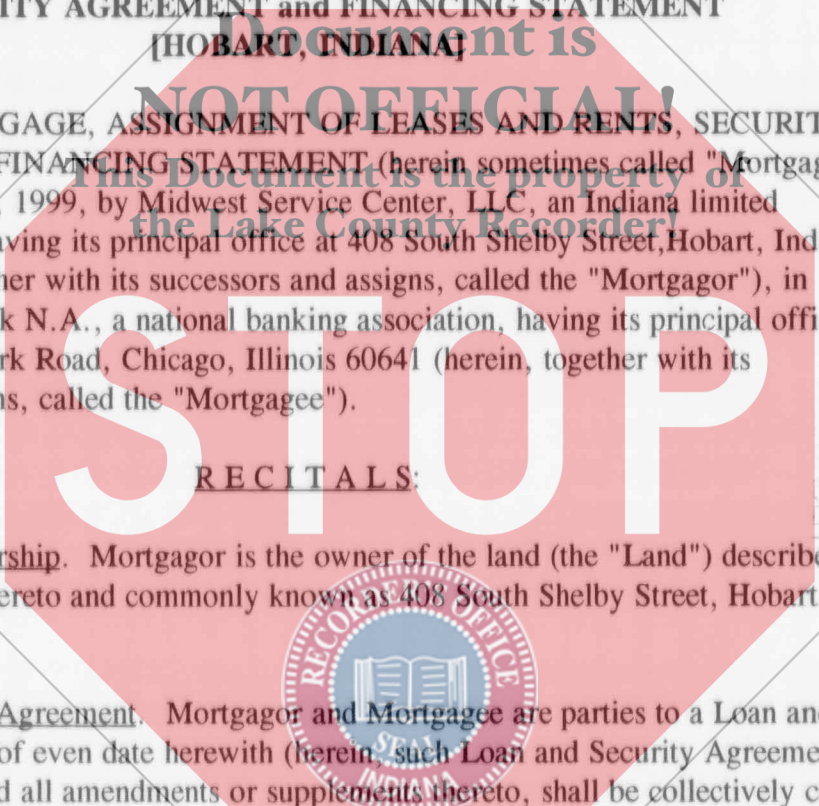 ITY AGREEMENT and FINANCING STATEMENT
Document is
[HOBART, INDIANA]
NOT OFFICIAL!
GAGE, ASSIGNMENT OF LEASES AND RENTS, SECURIT
FINANCING STATEMENT (herein sometimes called "Mortgag
This Document is the property of
, 1999, by Midwest Service Center, LLC, an Indiana limited
the Lake County Recorder!
aving its principal office at 408 South Shelby Street,Hobart, Ind
her with its successors and assigns, called the "Mortgagor"), in
k N.A., a national banking association, having its principal offi
rk Road, Chicago, Illinois 60641 (herein, together with its
ns, called the "Mortgagee").
STOP
R E C I T A L S:
rship. Mortgagor is the owner of the land (the "Land") describe
ereto and commonly known as 408 South Shelby Street, Hobart
RECORDER'S OFFICE
Agreement. Mortgagor and Mortgagee are parties to a Loan and
of even date herewith (herein, such Loan and Security Agreeme
SEAL
INDIANA
d all amendments or supplements thereto, shall be collectively c